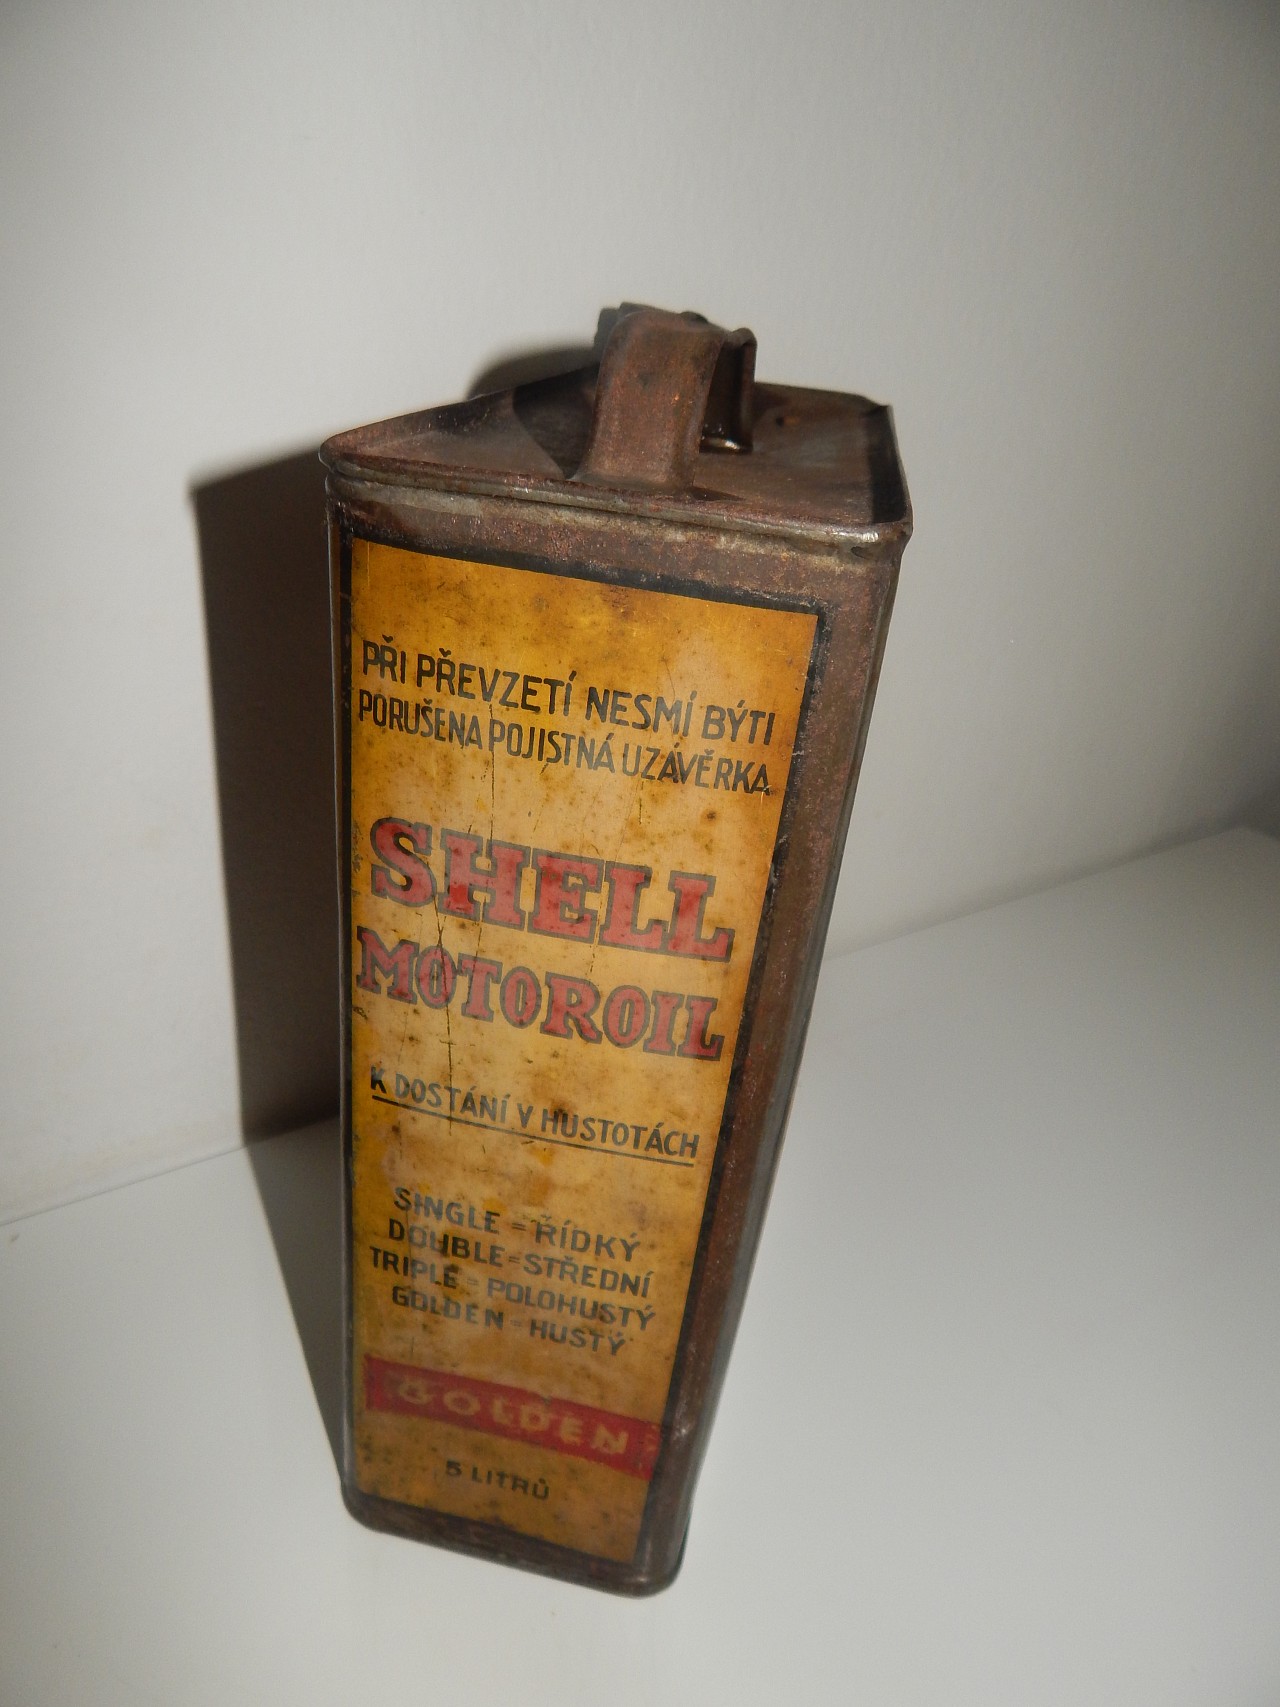 PŘI PŘEVZETÍ NESMÍ BÝTI
PORUŠENA POJISTNÁ UZÁVĚRKA
SHELL
MOTOROIL
K DOSTÁNÍ V HUSTOTÁCH
SINGLE = ŘÍDKÝ
DOUBLE = STŘEDNÍ
TRIPLE = POLOHUSTÝ
GOLDEN = HUSTÝ
GOLDEN
5 LITRŮ